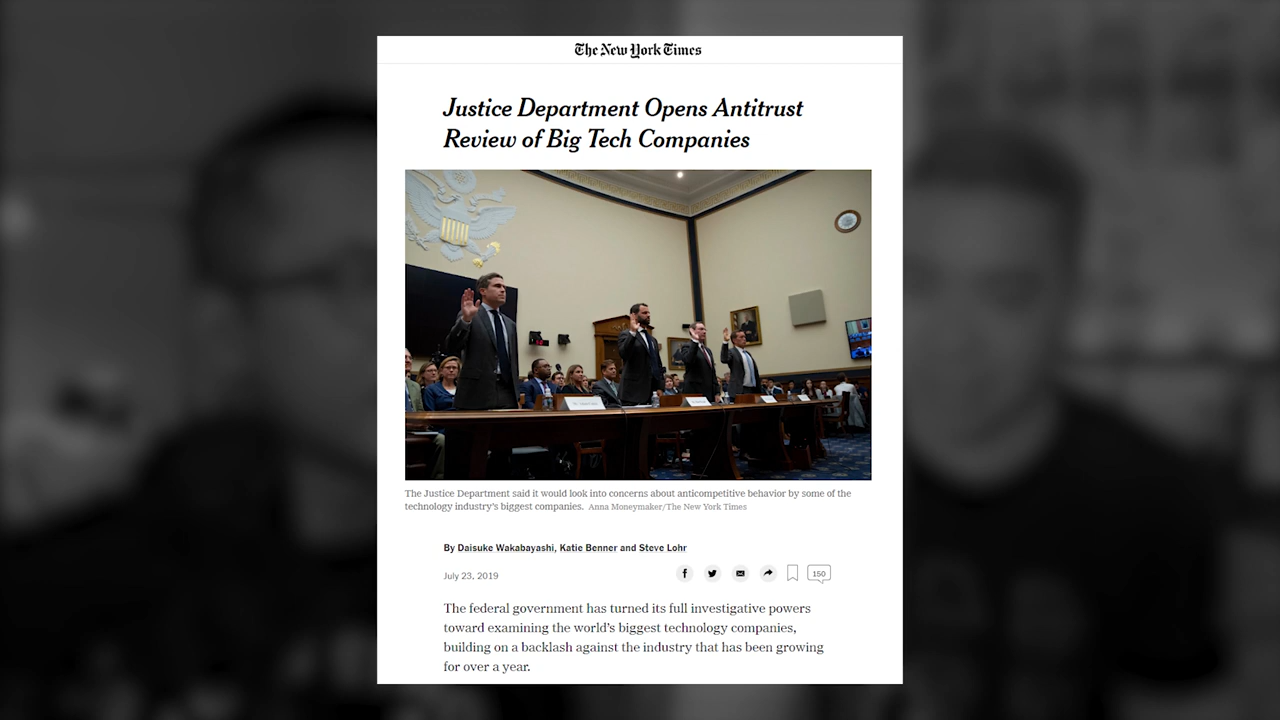 The New York Times
Justice Department Opens Antitrust
Review of Big Tech Companies
The Justice Department said it would look into concerns about anticompetitive behavior by some of the
technology industry’s biggest companies. Anna Moneymaker/The New York Times
By Daisuke Wakabayashi, Katie Benner and Steve Lohr
July 23, 2019
150
The federal government has turned its full investigative powers
toward examining the world’s biggest technology companies,
building on a backlash against the industry that has been growing
for over a year.